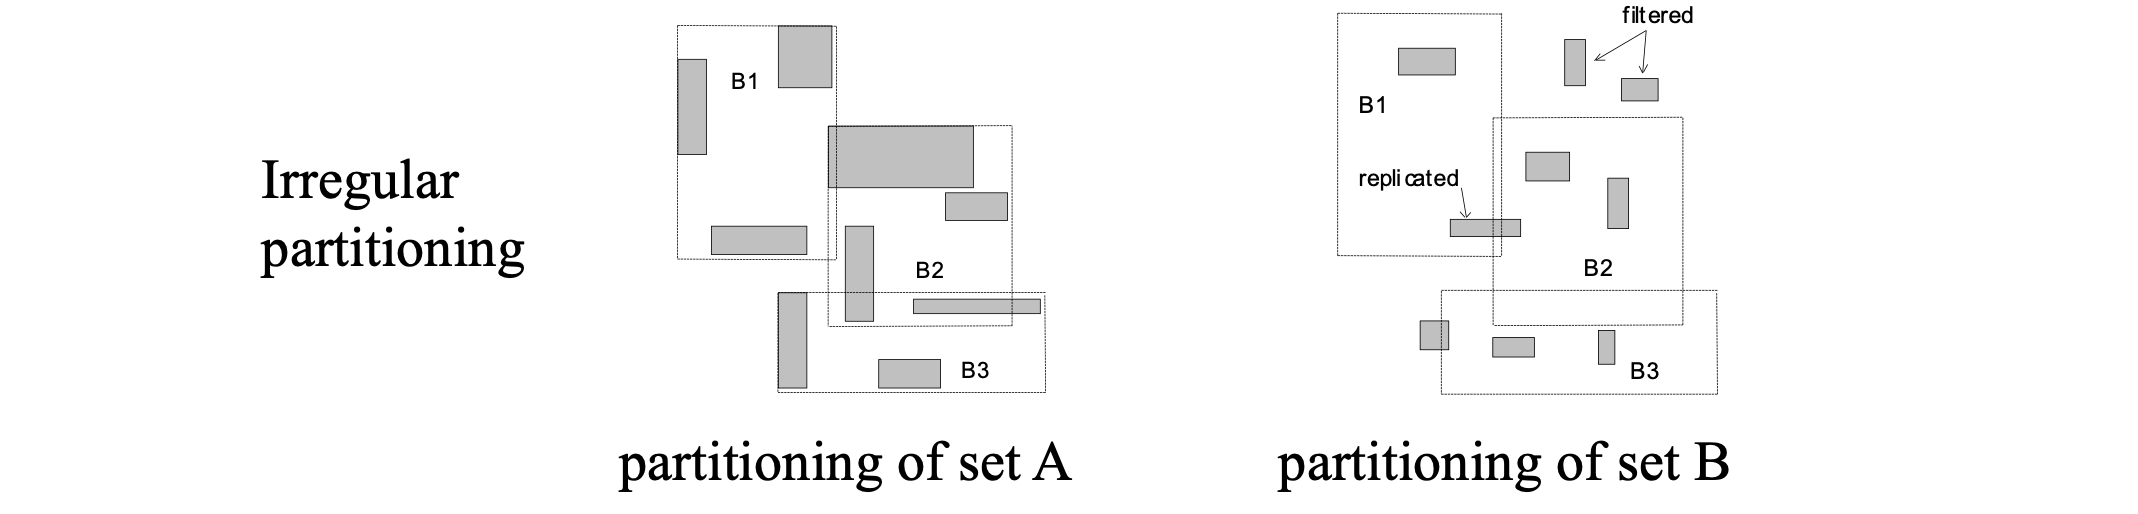 Irregular
partitioning
B1
B2
B3
partitioning of set A
filtered
B1
replicated
B2
B3
partitioning of set B